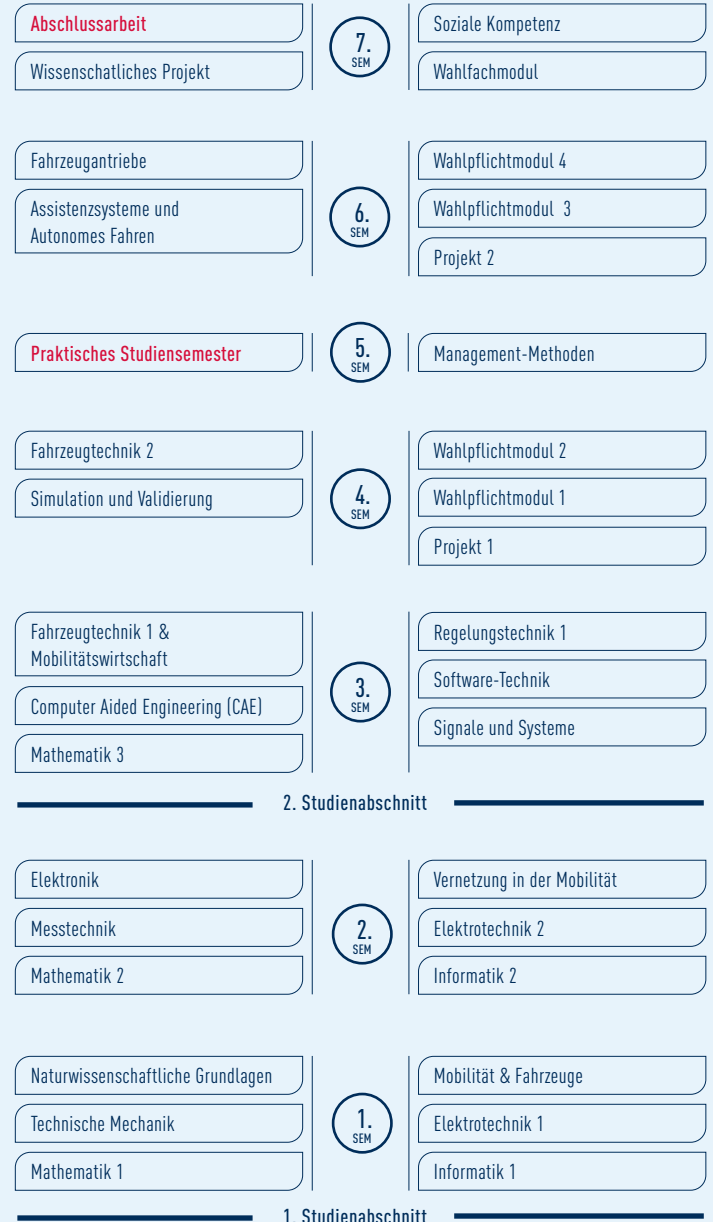 Abschlussarbeit
Wissenschatliches Projekt
7.
SEM
Soziale Kompetenz
Wahlfachmodul
Fahrzeugantriebe
Assistenzsysteme und
Autonomes Fahren
6.
SEM
Wahlpflichtmodul 4
Wahlpflichtmodul 3
Projekt 2
Praktisches Studiensemester
5.
SEM
Management-Methoden
Fahrzeugtechnik 2
Simulation und Validierung
4.
SEM
Wahlpflichtmodul 2
Wahlpflichtmodul 1
Projekt 1
Fahrzeugtechnik 1 &
Mobilitätswirtschaft
Computer Aided Engineering (CAE)
Mathematik 3
3.
SEM
Regelungstechnik 1
Software-Technik
Signale und Systeme
2. Studienabschnitt
Elektronik
Messtechnik
Mathematik 2
2.
SEM
Vernetzung in der Mobilität
Elektrotechnik 2
Informatik 2
Naturwissenschaftliche Grundlagen
Technische Mechanik
Mathematik 1
1.
SEM
Mobilität & Fahrzeuge
Elektrotechnik 1
Informatik 1
1. Studienabschnitt